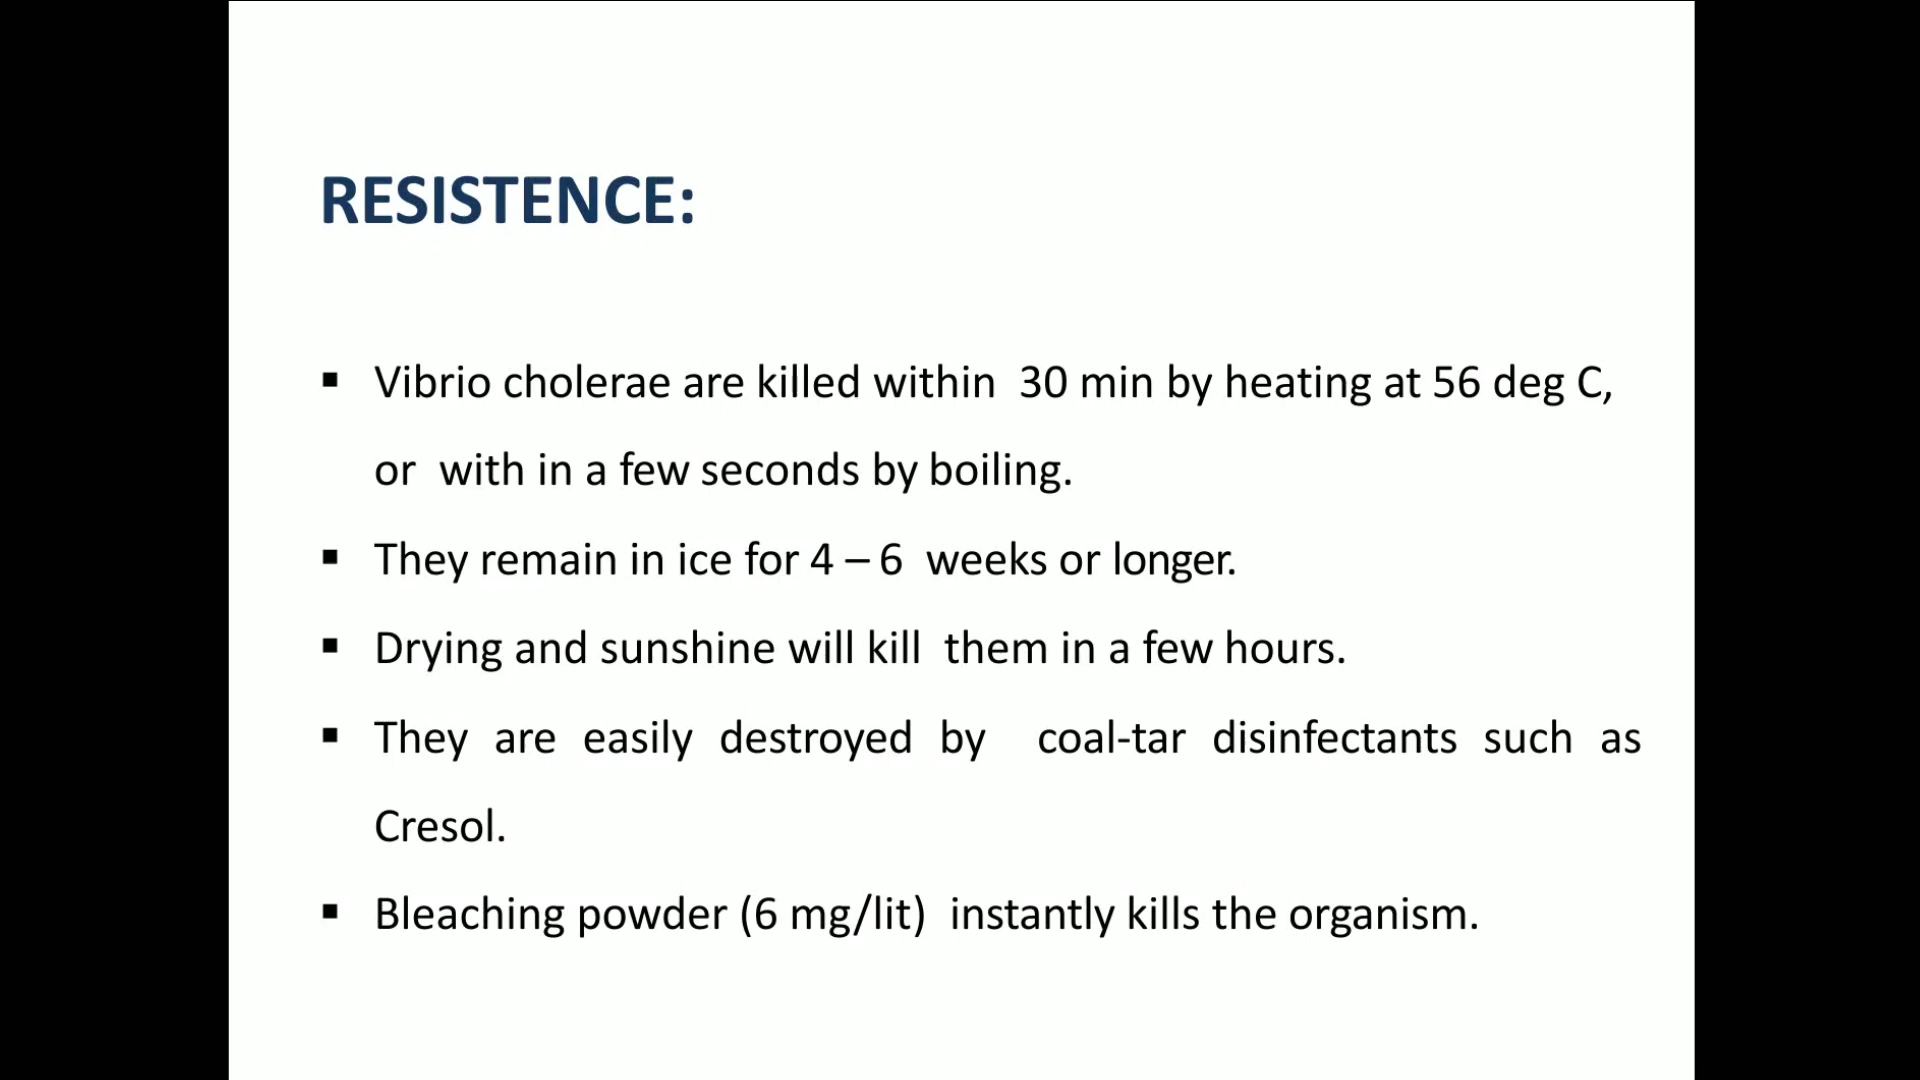 RESISTENCE:
▪ Vibrio cholerae are killed within 30 min by heating at 56 deg C,
or with in a few seconds by boiling.
▪ They remain in ice for 4 – 6 weeks or longer.
▪ Drying and sunshine will kill them in a few hours.
▪ They are easily destroyed by coal-tar disinfectants such as
Cresol.
▪ Bleaching powder (6 mg/lit) instantly kills the organism.